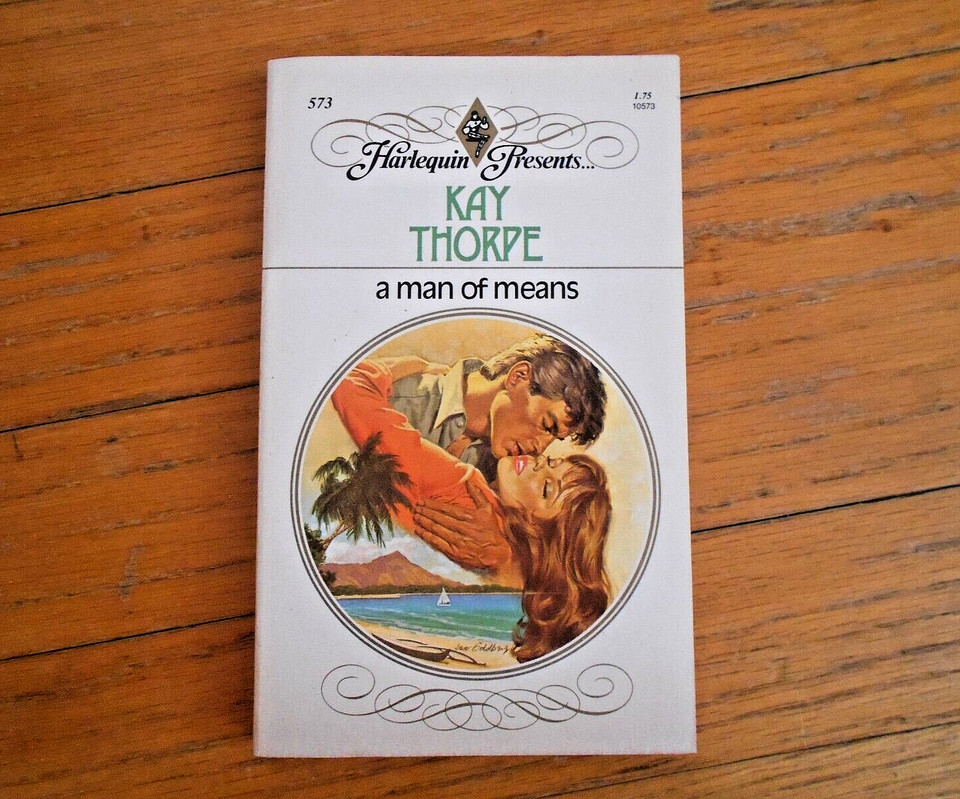 573
1.75
10573
Harlequin Presents...
KAY
THORPE
a man of means